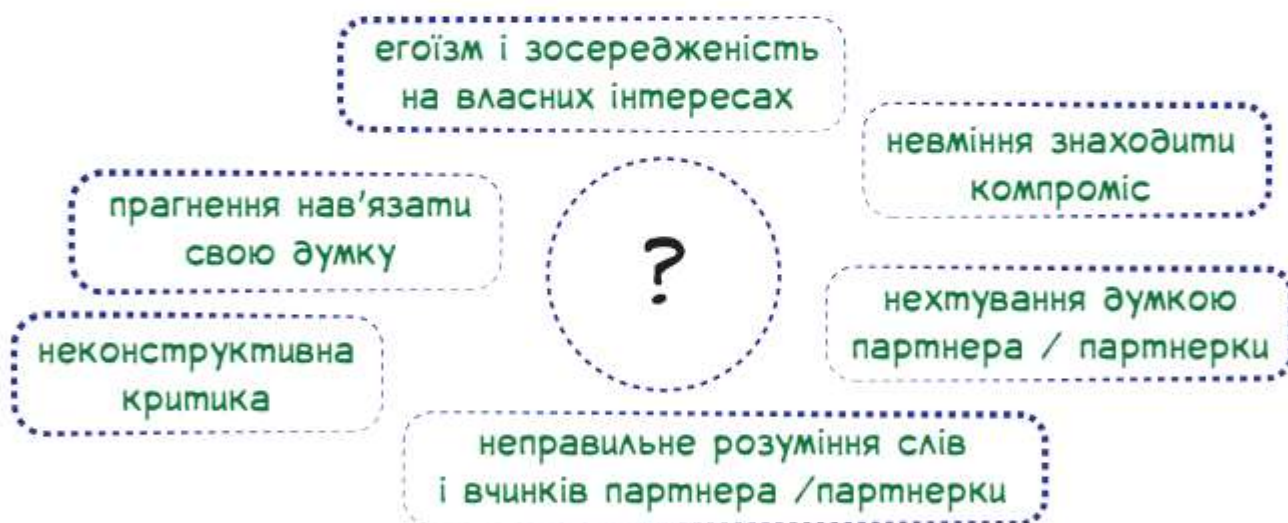 егоїзм і зосередженість
на власних інтересах
невміння знаходити
компроміс
прагнення нав'язати
свою думку
?
нехтування думкою
партнера / партнерки
неконструктивна
критика
неправильне розуміння слів
і вчинків партнера /партнерки